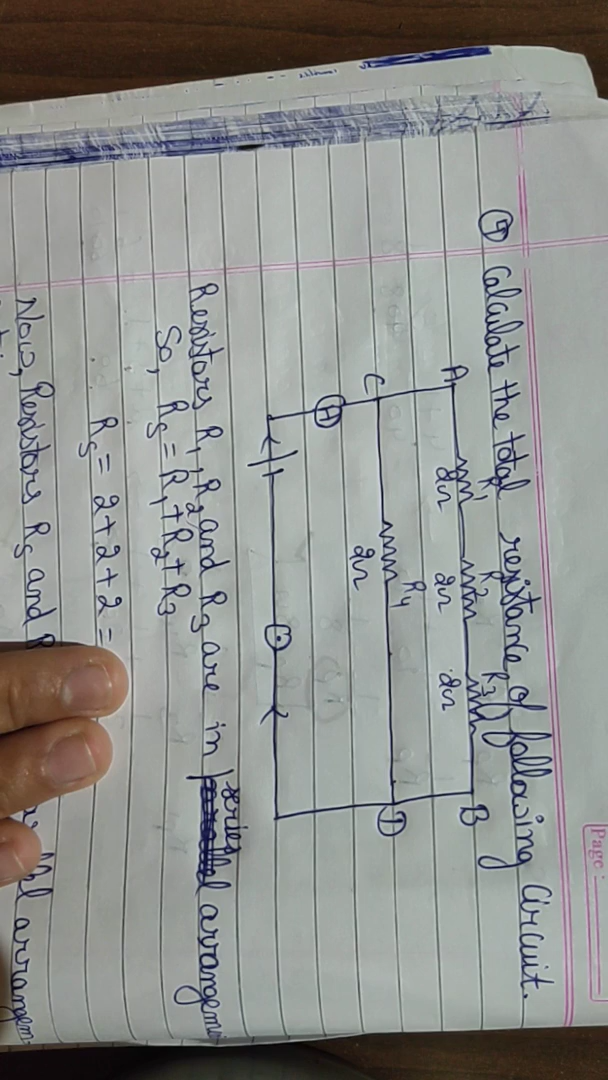 Page :
⑦ Calculate the total resistance of following Circuit.
A R1 R2 R3 B
2Ω 2Ω 2Ω
C R4 D
2Ω
A
Resistors R1, R2 and R3 are in series arrangem
So, Rs = R1 + R2 + R3
Rs = 2+2+2 =
Now, Resistors Rs and arrangem